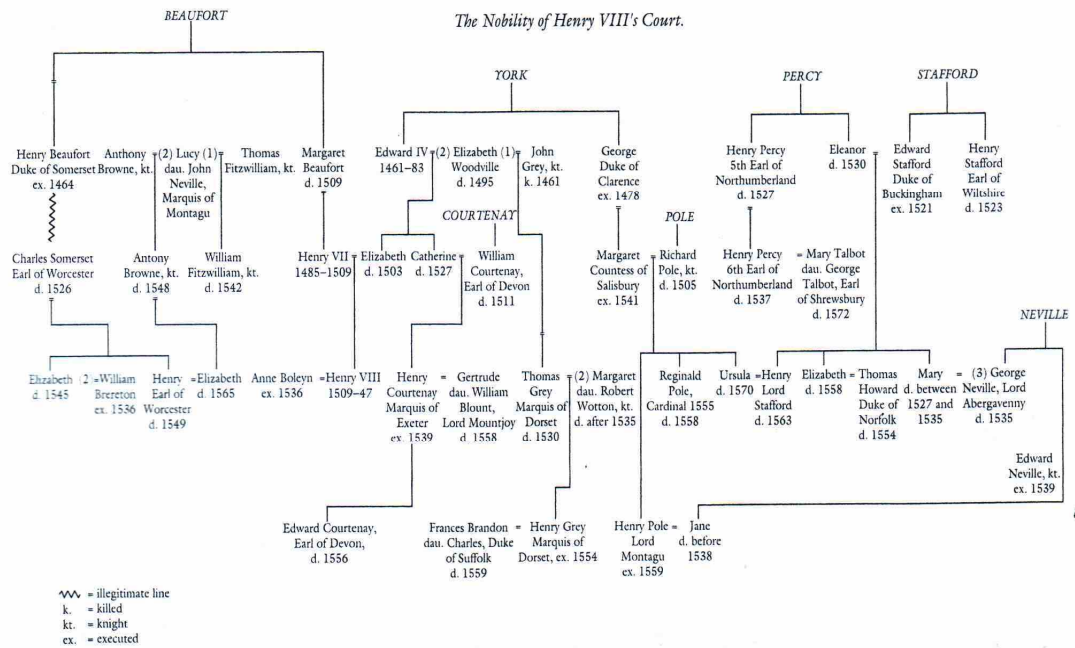 BEAUFORT
The Nobility of Henry VIII's Court.
YORK
PERCY
STAFFORD
Henry Beaufort
Duke of Somerset
ex. 1464
Anthony
Browne, kt.
(2) Lucy (1)
dau. John
Neville,
Marquis of
Montagu
Thomas
Fitzwilliam, kt.
Margaret
Beaufort
d. 1509
Edward IV
1461–83
(2) Elizabeth (1)
Woodville
d. 1495
John
Grey, kt.
k. 1461
George
Duke of
Clarence
ex. 1478
Henry Percy
5th Earl of
Northumberland
d. 1527
Eleanor
d. 1530
Edward
Stafford
Duke of
Buckingham
ex. 1521
Henry
Stafford
Earl of
Wiltshire
d. 1523
COURTENAY
POLE
Charles Somerset
Earl of Worcester
d. 1526
Antony
Browne, kt.
d. 1548
William
Fitzwilliam, kt.
d. 1542
Henry VII =
1485–1509
Elizabeth
d. 1503
Catherine =
d. 1527
William
Courtenay,
Earl of Devon
d. 1511
Margaret =
Countess of
Salisbury
ex. 1541
Richard
Pole, kt.
d. 1505
Henry Percy
6th Earl of
Northumberland
d. 1537
= Mary Talbot
dau. George
Talbot, Earl
of Shrewsbury
d. 1572
NEVILLE
Elizabeth
d. 1545
(2) = William
Brereton
ex. 1536
Henry
Earl of
Worcester
d. 1549
= Elizabeth
d. 1565
Anne Boleyn
ex. 1536
= Henry VIII
1509–47
Henry
Courtenay
Marquis of
Exeter
ex. 1539
= Gertrude
dau. William
Blount,
Lord Mountjoy
d. 1558
Thomas
Grey
Marquis of
Dorset
d. 1530
= (2) Margaret
dau. Robert
Wotton, kt.
d. after 1535
Reginald
Pole,
Cardinal 1555
d. 1558
Ursula
d. 1570
= Henry
Lord
Stafford
d. 1563
Elizabeth
d. 1558
= Thomas
Howard
Duke of
Norfolk
d. 1554
Mary
d. between
1527 and
1535
= (3) George
Neville, Lord
Abergavenny
d. 1535
Edward
Neville, kt.
ex. 1539
Edward Courtenay,
Earl of Devon,
d. 1556
Frances Brandon
dau. Charles, Duke
of Suffolk
d. 1559
= Henry Grey
Marquis of
Dorset, ex. 1554
Henry Pole
Lord
Montagu
ex. 1559
= Jane
d. before
1538
= illegitimate line
k. = killed
kt. = knight
ex. = executed